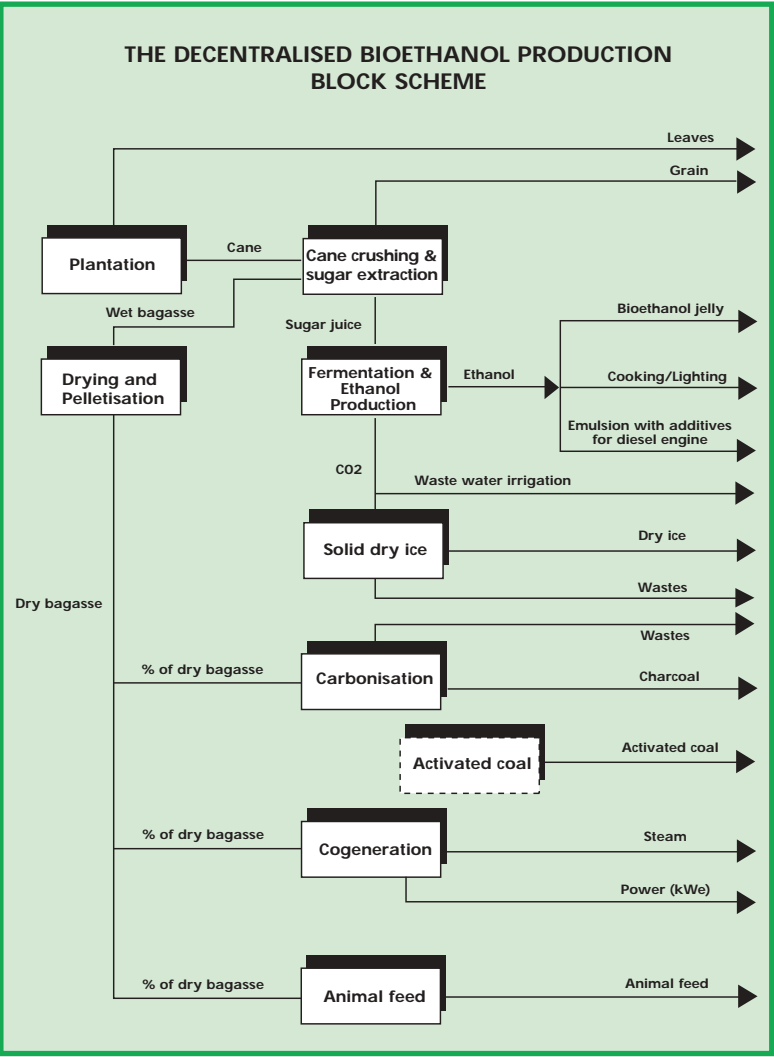 THE DECENTRALISED BIOETHANOL PRODUCTION
BLOCK SCHEME
Leaves
Grain
Plantation
Cane
Cane crushing &
sugar extraction
Wet bagasse
Sugar juice
Bioethanol jelly
Drying and
Pelletisation
Fermentation &
Ethanol
Production
Ethanol
Cooking/Lighting
Emulsion with additives
for diesel engine
CO2
Waste water irrigation
Solid dry ice
Dry ice
Wastes
Dry bagasse
Wastes
% of dry bagasse
Carbonisation
Charcoal
Activated coal
Activated coal
% of dry bagasse
Cogeneration
Steam
Power (kWe)
% of dry bagasse
Animal feed
Animal feed